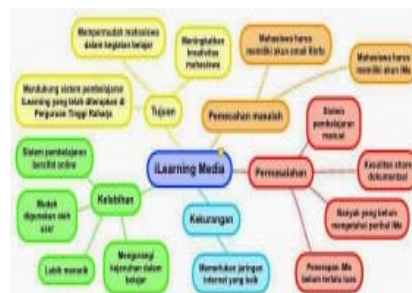 Mempermudah mahasiswa
dalam kegiatan belajar
Meningkatkan
kreativitas
mahasiswa
Mahasiswa harus
memiliki akun email Rinfo
Mahasiswa harus
memiliki akun iMe
Mendukung sistem pembelajaran
iLearning yang telah diterapkan di
Perguruan Tinggi Raharja
Tujuan
Pemecahan masalah
Sistem
pembelajaran
manual
Sistem pembelajaran
bersifat online
iLearning Media
Permasalahan
Kesulitan share
dokumentasi
Kelebihan
Mudah
digunakan oleh
user
Kekurangan
Banyak yang belum
mengetahui perihal iMe
Lebih menarik
Mengurangi
kejenuhan dalam
belajar
Memerlukan jaringan
internet yang baik
Penerapan iMe
belum terlalu luas